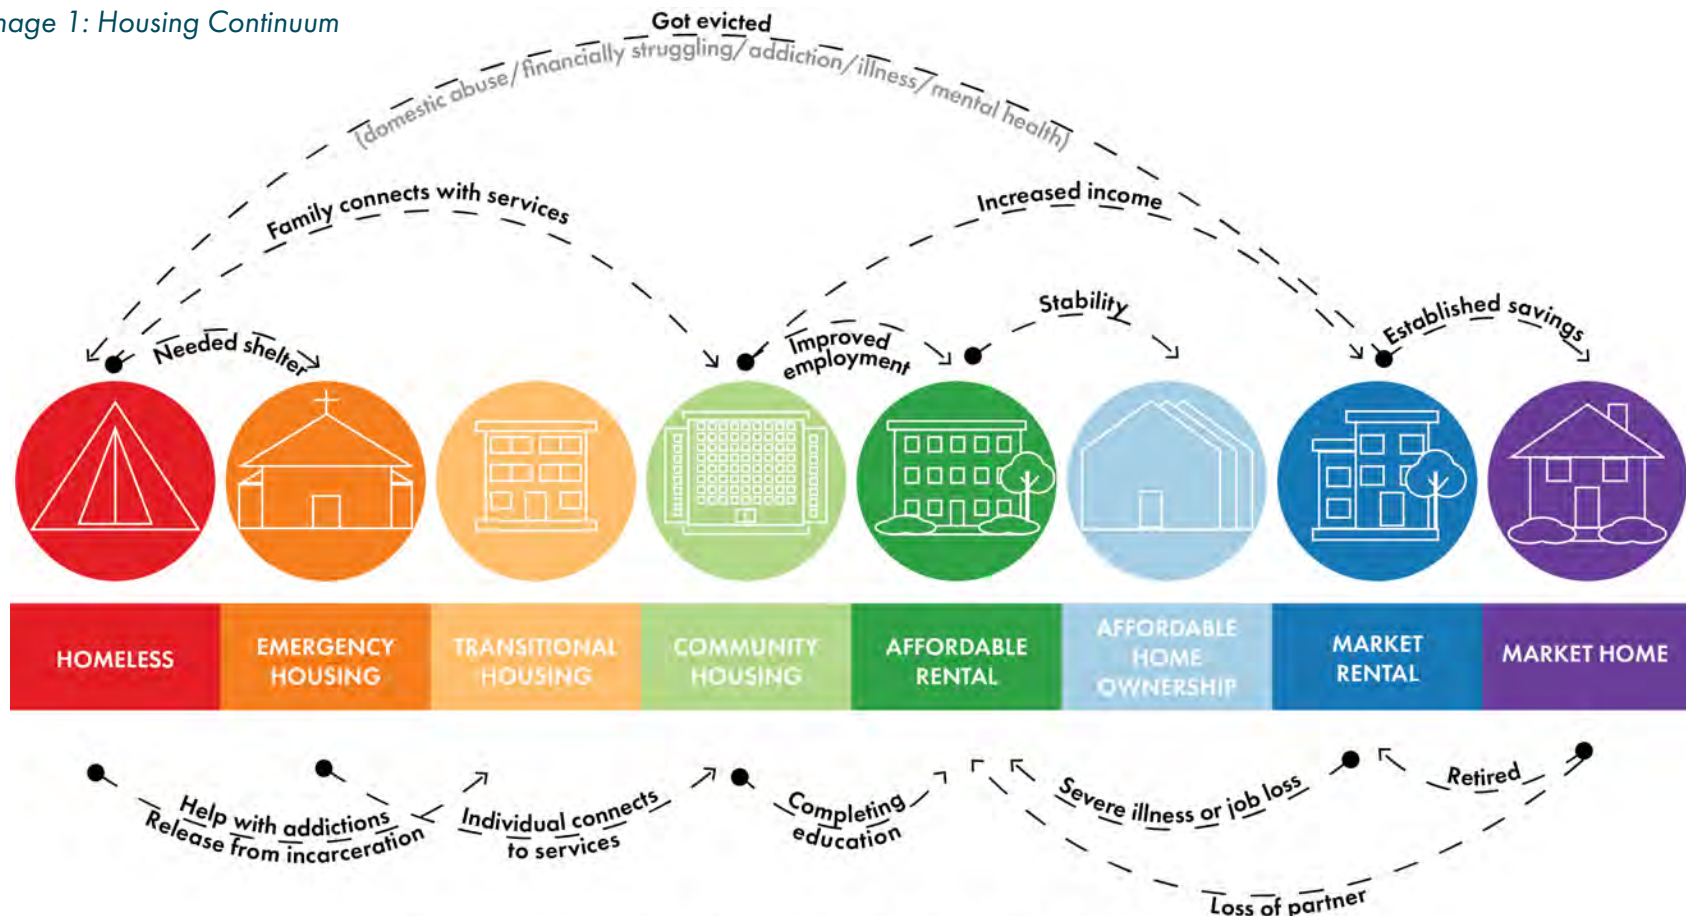 nage 1: Housing Continuum
Got evicted
(domestic abuse/financially struggling/addiction/illness/mental health)
Family connects with services
Increased income
Needed shelter
Improved
employment
Stability
Established savings
HOMELESS
EMERGENCY
HOUSING
TRANSITIONAL
HOUSING
COMMUNITY
HOUSING
AFFORDABLE
RENTAL
AFFORDABLE
HOME
OWNERSHIP
MARKET
RENTAL
MARKET HOME
Help with addictions
Release from incarceration
Individual connects
to services
Completing
education
Severe illness or job loss
Retired
Loss of partner